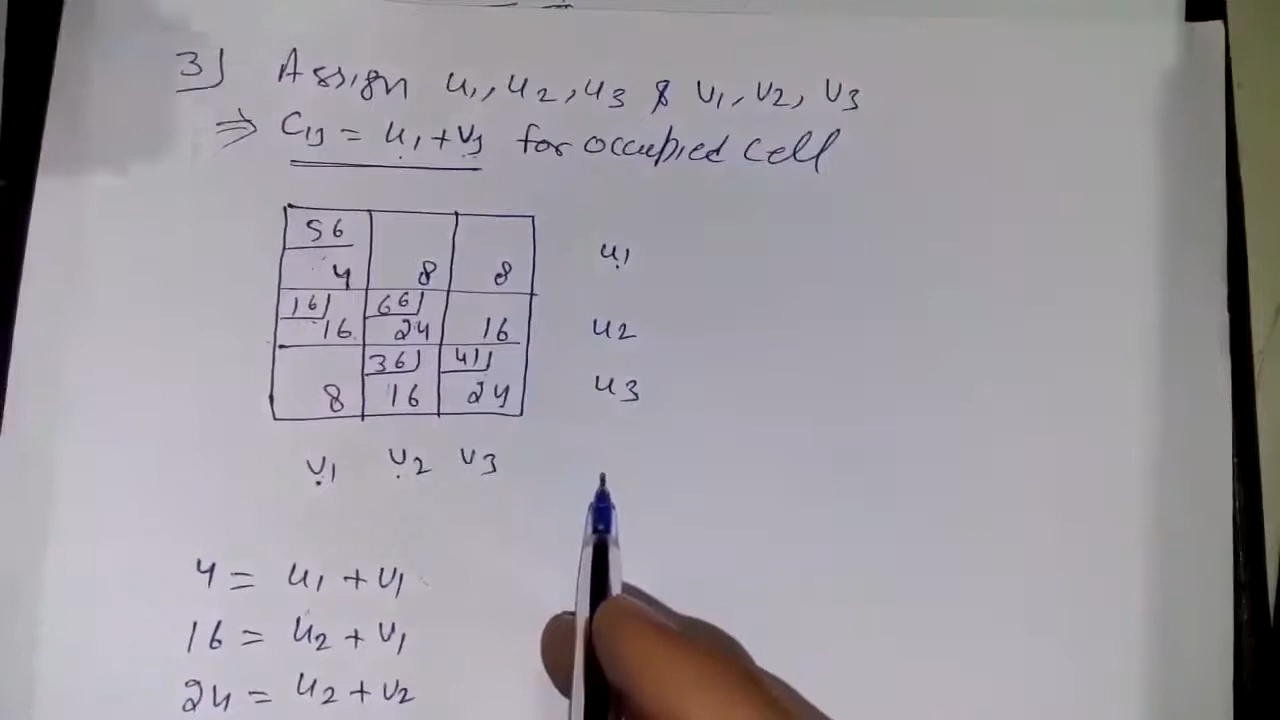 3) Assign u1, u2, u3 & v1, v2, v3
⇒ Cij = ui + vj for occupied cell
56
4 8 8 u1
16 66
16 24 16 u2
36 41
8 16 24 u3
v1 v2 v3
4 = u1 + v1
16 = u2 + v1
24 = u2 + v2